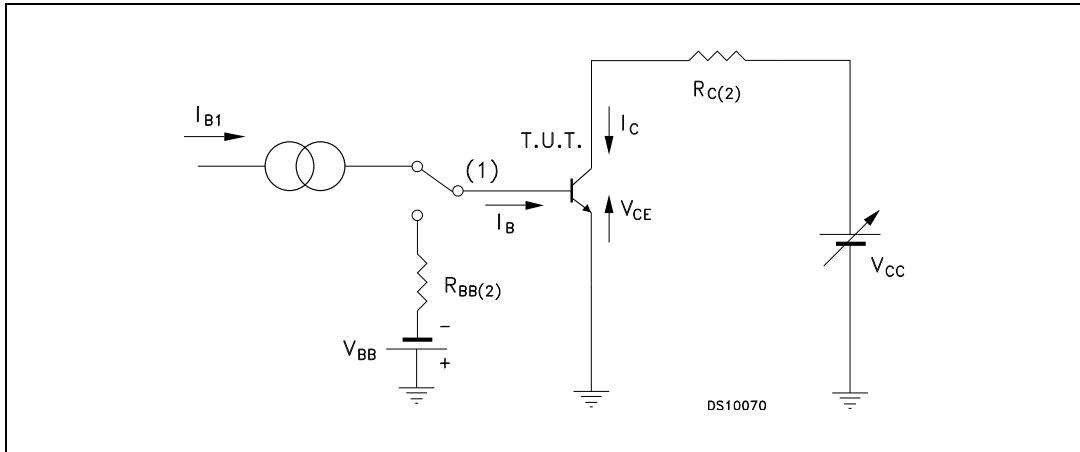 R_C(2)
I_B1
I_C
T.U.T.
(1)
I_B
V_CE
V_CC
R_BB(2)
-
V_BB
+
DS10070